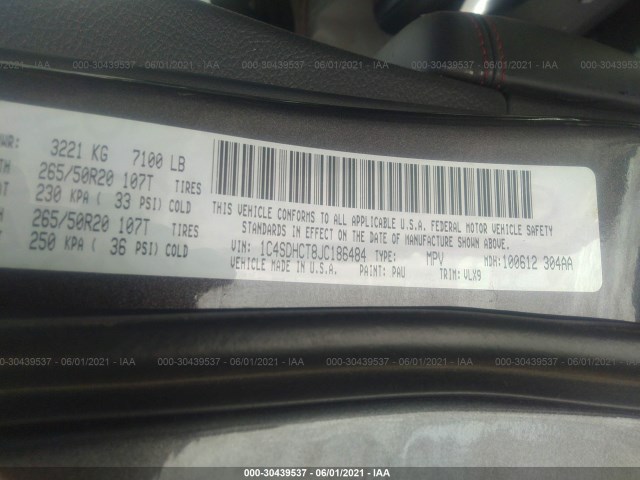 000-30439537 - 06/01/2021 - IAA
3221 KG 7100 LB
265/50R20 107T TIRES
230 KPA ( 33 PSI) COLD
265/50R20 107T TIRES
250 KPA ( 36 PSI) COLD
THIS VEHICLE CONFORMS TO ALL APPLICABLE U.S.A. FEDERAL MOTOR VEHICLE SAFETY
STANDARDS IN EFFECT ON THE DATE OF MANUFACTURE SHOWN ABOVE.
VIN: 1C4SDHCT8JC186484 TYPE: MPV MDH: 100612 304AA
VEHICLE MADE IN U.S.A. PAINT: PAU TRIM: VLX9
000-30439537 - 06/01/2021 - IAA
000-30439537 - 06/01/2021 - IAA